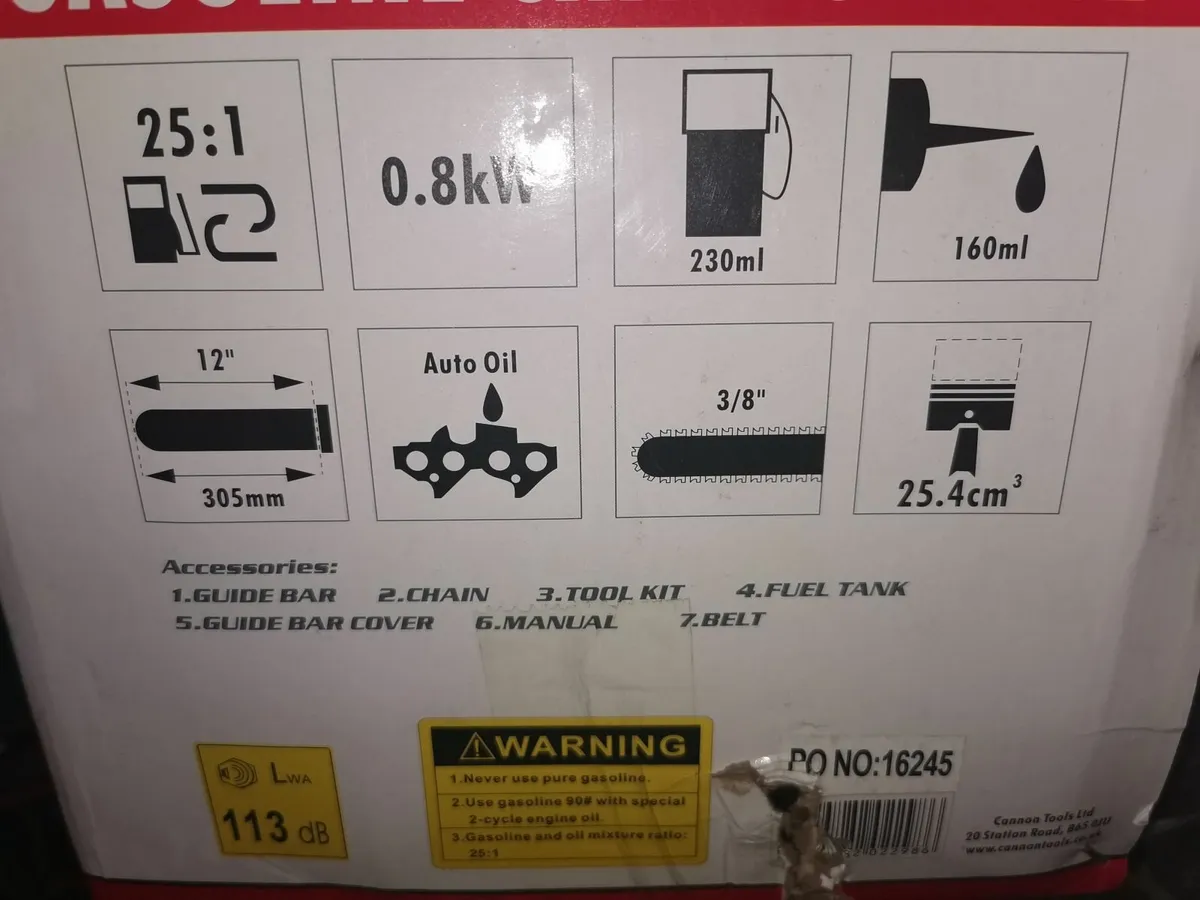 25:1
0.8kW
230ml
160ml
12"
305mm
Auto Oil
3/8"
25.4cm³
Accessories:
1.GUIDE BAR 2.CHAIN 3.TOOL KIT 4.FUEL TANK
5.GUIDE BAR COVER 6.MANUAL 7.BELT
LWA
113 dB
WARNING
1.Never use pure gasoline.
2.Use gasoline 90# with special
2-cycle engine oil.
3.Gasoline and oil mixture ratio:
25:1
PO NO:16245
Cannon Tools Ltd
20 Station Road, B65 0JU
www.cannontools.co.uk